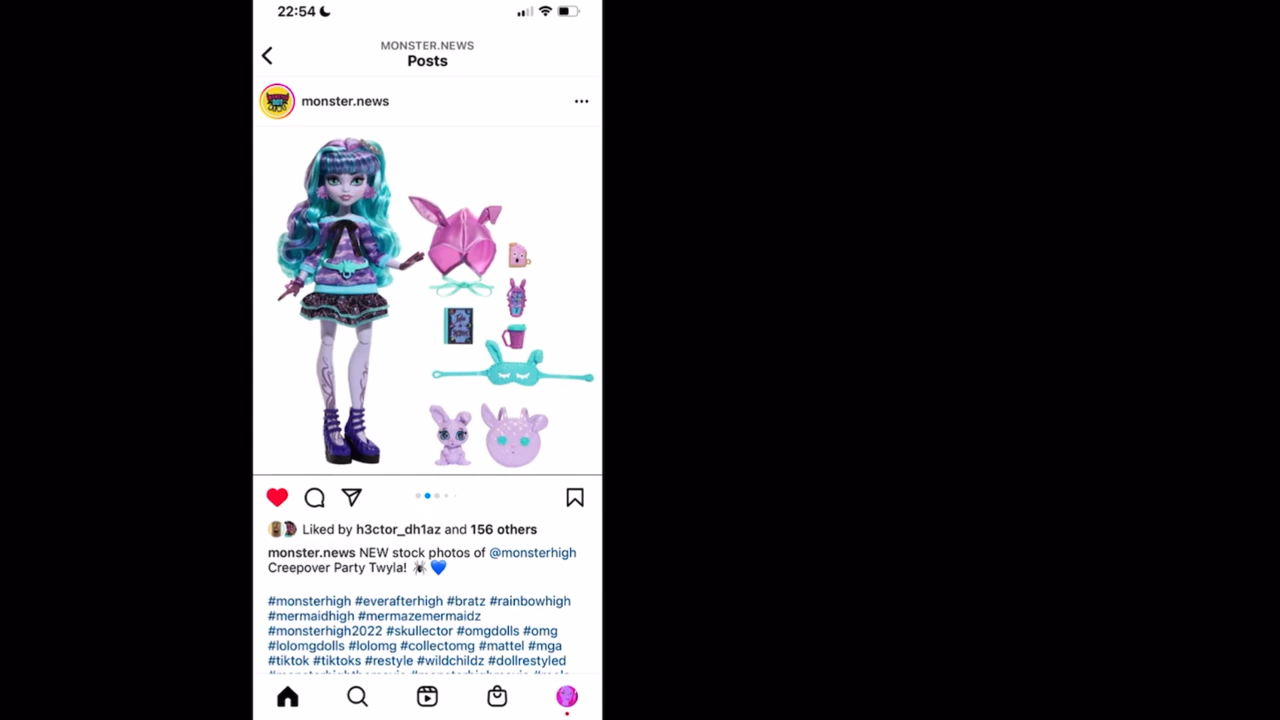 22:54
MONSTER.NEWS
Posts
monster.news
Liked by h3ctor_dh1az and 156 others
monster.news NEW stock photos of @monsterhigh
Creepover Party Twyla! 🕷️💙
#monsterhigh #everafterhigh #bratz #rainbowhigh
#mermaidhigh #mermazemermaidz
#monsterhigh2022 #skullector #omgdolls #omg
#lolomgdolls #lolomg #collectomg #mattel #mga
#tiktok #tiktoks #restyle #wildchildz #dollrestyled